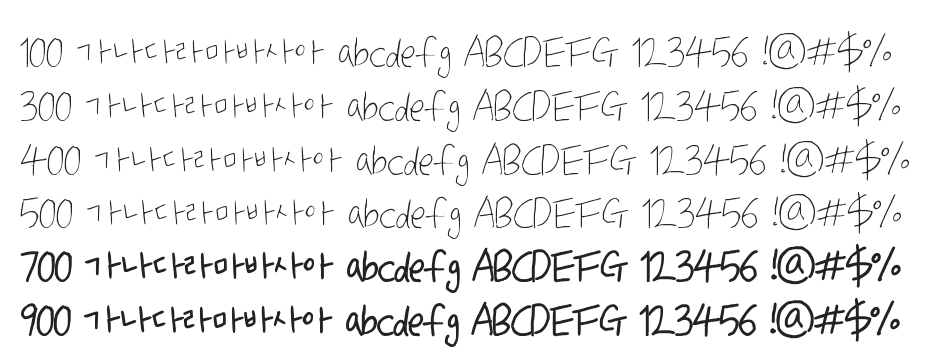 100 가나다라마바사아 abcdefg ABCDEFG 123456 !@#$%
300 가나다라마바사아 abcdefg ABCDEFG 123456 !@#$%
400 가나다라마바사아 abcdefg ABCDEFG 123456 !@#$%
500 가나다라마바사아 abcdefg ABCDEFG 123456 !@#$%
700 가나다라마바사아 abcdefg ABCDEFG 123456 !@#$%
900 가나다라마바사아 abcdefg ABCDEFG 123456 !@#$%